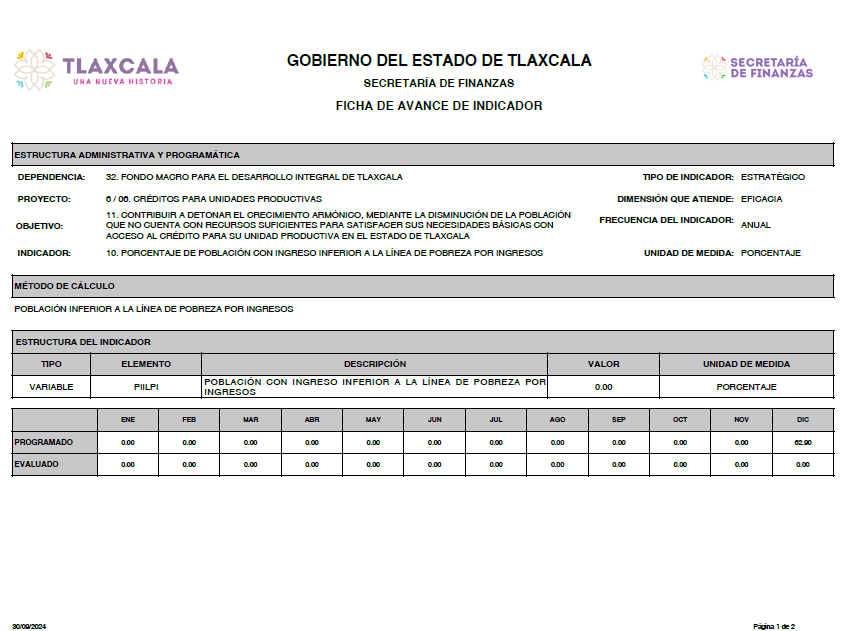 TLAXCALA
UNA NUEVA HISTORIA
GOBIERNO DEL ESTADO DE TLAXCALA
SECRETARÍA DE FINANZAS
FICHA DE AVANCE DE INDICADOR
SECRETARÍA
DE FINANZAS
ESTRUCTURA ADMINISTRATIVA Y PROGRAMÁTICA
DEPENDENCIA: 32. FONDO MACRO PARA EL DESARROLLO INTEGRAL DE TLAXCALA TIPO DE INDICADOR: ESTRATÉGICO
PROYECTO: 6 / 06. CRÉDITOS PARA UNIDADES PRODUCTIVAS DIMENSIÓN QUE ATIENDE: EFICACIA
OBJETIVO: 11. CONTRIBUIR A DETONAR EL CRECIMIENTO ARMÓNICO, MEDIANTE LA DISMINUCIÓN DE LA POBLACIÓN
QUE NO CUENTA CON RECURSOS SUFICIENTES PARA SATISFACER SUS NECESIDADES BÁSICAS CON
ACCESO AL CRÉDITO PARA SU UNIDAD PRODUCTIVA EN EL ESTADO DE TLAXCALA
FRECUENCIA DEL INDICADOR: ANUAL
INDICADOR: 10. PORCENTAJE DE POBLACIÓN CON INGRESO INFERIOR A LA LÍNEA DE POBREZA POR INGRESOS UNIDAD DE MEDIDA: PORCENTAJE
MÉTODO DE CÁLCULO
POBLACIÓN INFERIOR A LA LÍNEA DE POBREZA POR INGRESOS
ESTRUCTURA DEL INDICADOR
TIPO ELEMENTO DESCRIPCIÓN VALOR UNIDAD DE MEDIDA
VARIABLE PIILPI POBLACIÓN CON INGRESO INFERIOR A LA LÍNEA DE POBREZA POR
INGRESOS 0.00 PORCENTAJE
ENE FEB MAR ABR MAY JUN JUL AGO SEP OCT NOV DIC
PROGRAMADO 0.00 0.00 0.00 0.00 0.00 0.00 0.00 0.00 0.00 0.00 0.00 62.90
EVALUADO 0.00 0.00 0.00 0.00 0.00 0.00 0.00 0.00 0.00 0.00 0.00 0.00
30/09/2024 Página 1 de 2